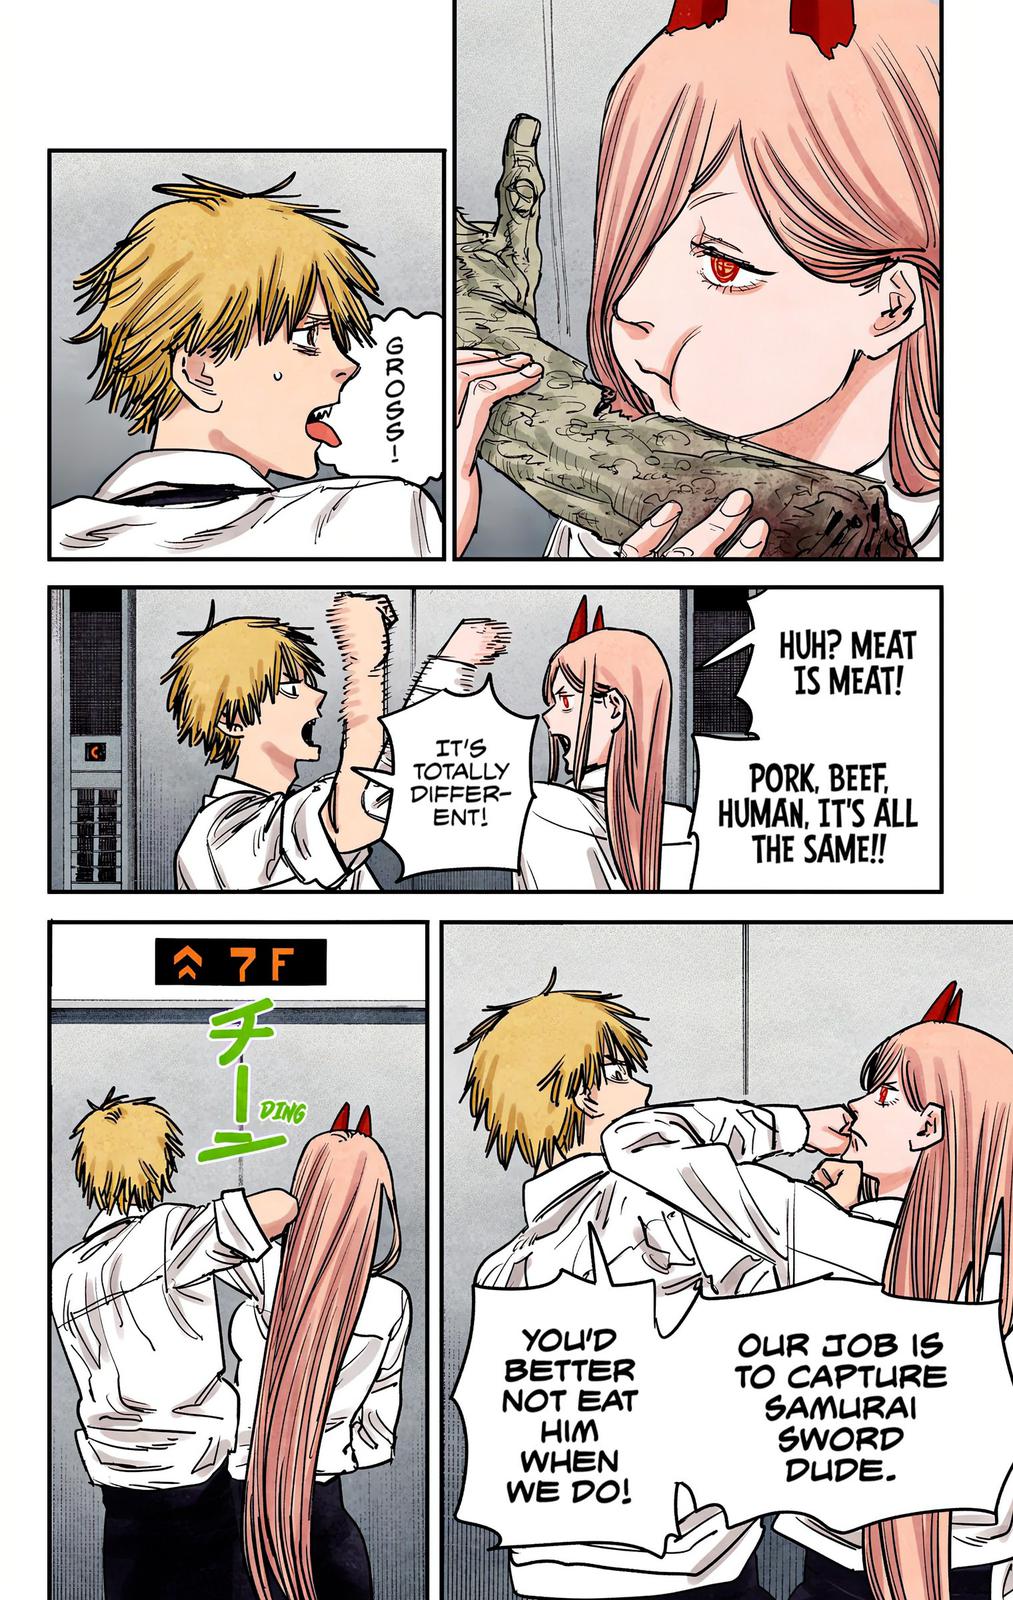 GROSS!
HUH? MEAT
IS MEAT!
PORK, BEEF,
HUMAN, IT'S ALL
THE SAME!!
IT'S
TOTALLY
DIFFER-
ENT!
OUR JOB IS
TO CAPTURE
SAMURAI
SWORD
DUDE.
YOU'D
BETTER
NOT EAT
HIM
WHEN
WE DO!
7F
チーン
DING